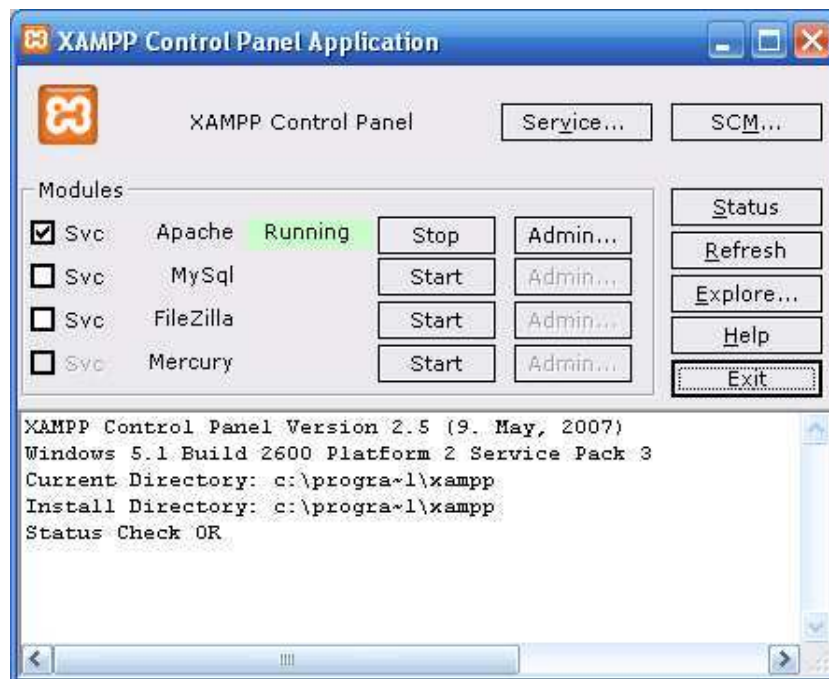 XAMPP Control Panel Application
XAMPP Control Panel
Service...
SCM...
Modules
Svc Apache Running Stop Admin...
Svc MySql Start Admin...
Svc FileZilla Start Admin...
Svc Mercury Start Admin...
Status
Refresh
Explore...
Help
Exit
XAMPP Control Panel Version 2.5 (9. May, 2007)
Windows 5.1 Build 2600 Platform 2 Service Pack 3
Current Directory: c:\progra~1\xampp
Install Directory: c:\progra~1\xampp
Status Check OK